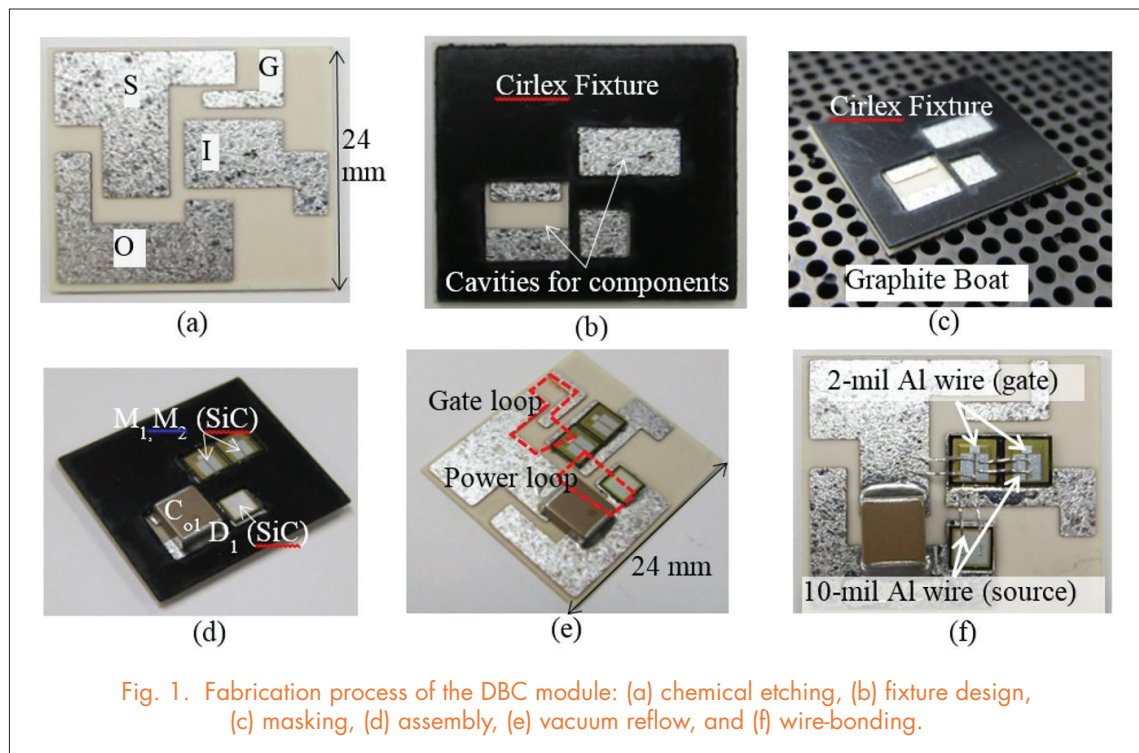 S
G
I
O
24
mm
(a)
Cirlex Fixture
Cavities for components
(b)
Cirlex Fixture
Graphite Boat
(c)
M1,M2 (SiC)
Co1
D1 (SiC)
(d)
Gate loop
Power loop
24 mm
(e)
2-mil Al wire (gate)
10-mil Al wire (source)
(f)
Fig. 1. Fabrication process of the DBC module: (a) chemical etching, (b) fixture design,
(c) masking, (d) assembly, (e) vacuum reflow, and (f) wire-bonding.